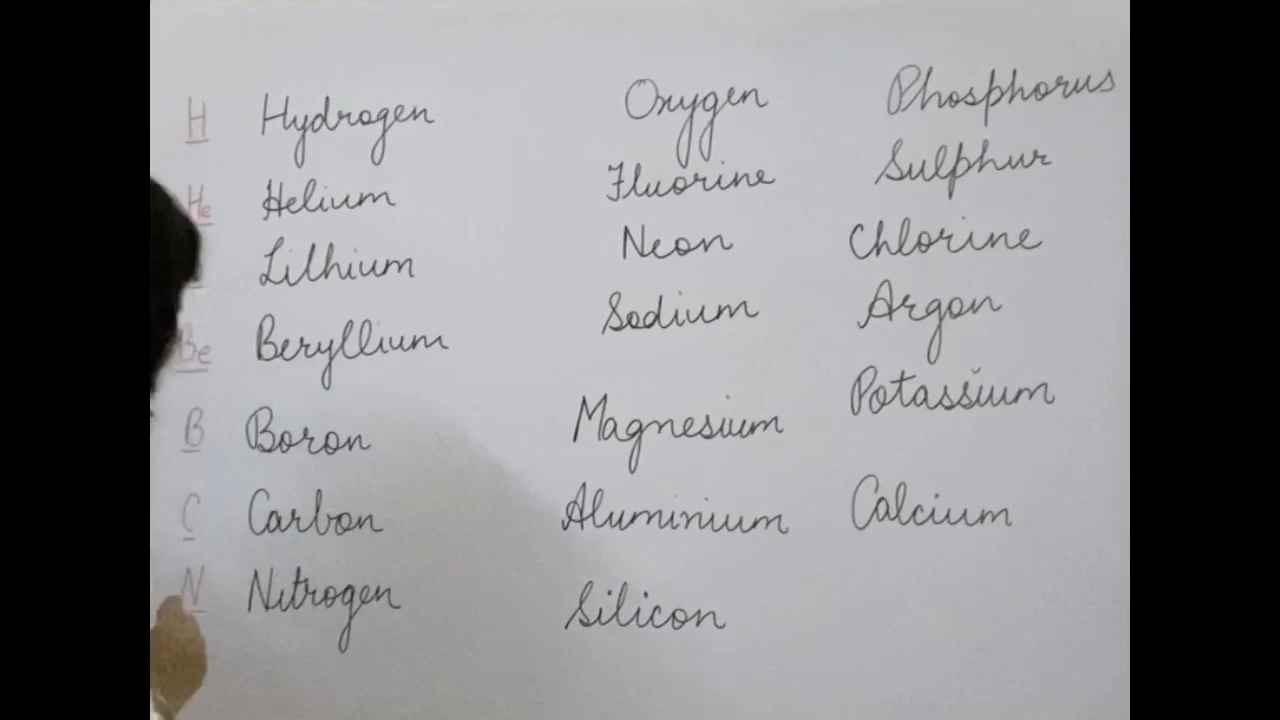 H Hydrogen
He Helium
Lithium
Be Beryllium
B Boron
C Carbon
N Nitrogen
Oxygen
Fluorine
Neon
Sodium
Magnesium
Aluminium
Silicon
Phosphorus
Sulphur
Chlorine
Argon
Potassium
Calcium